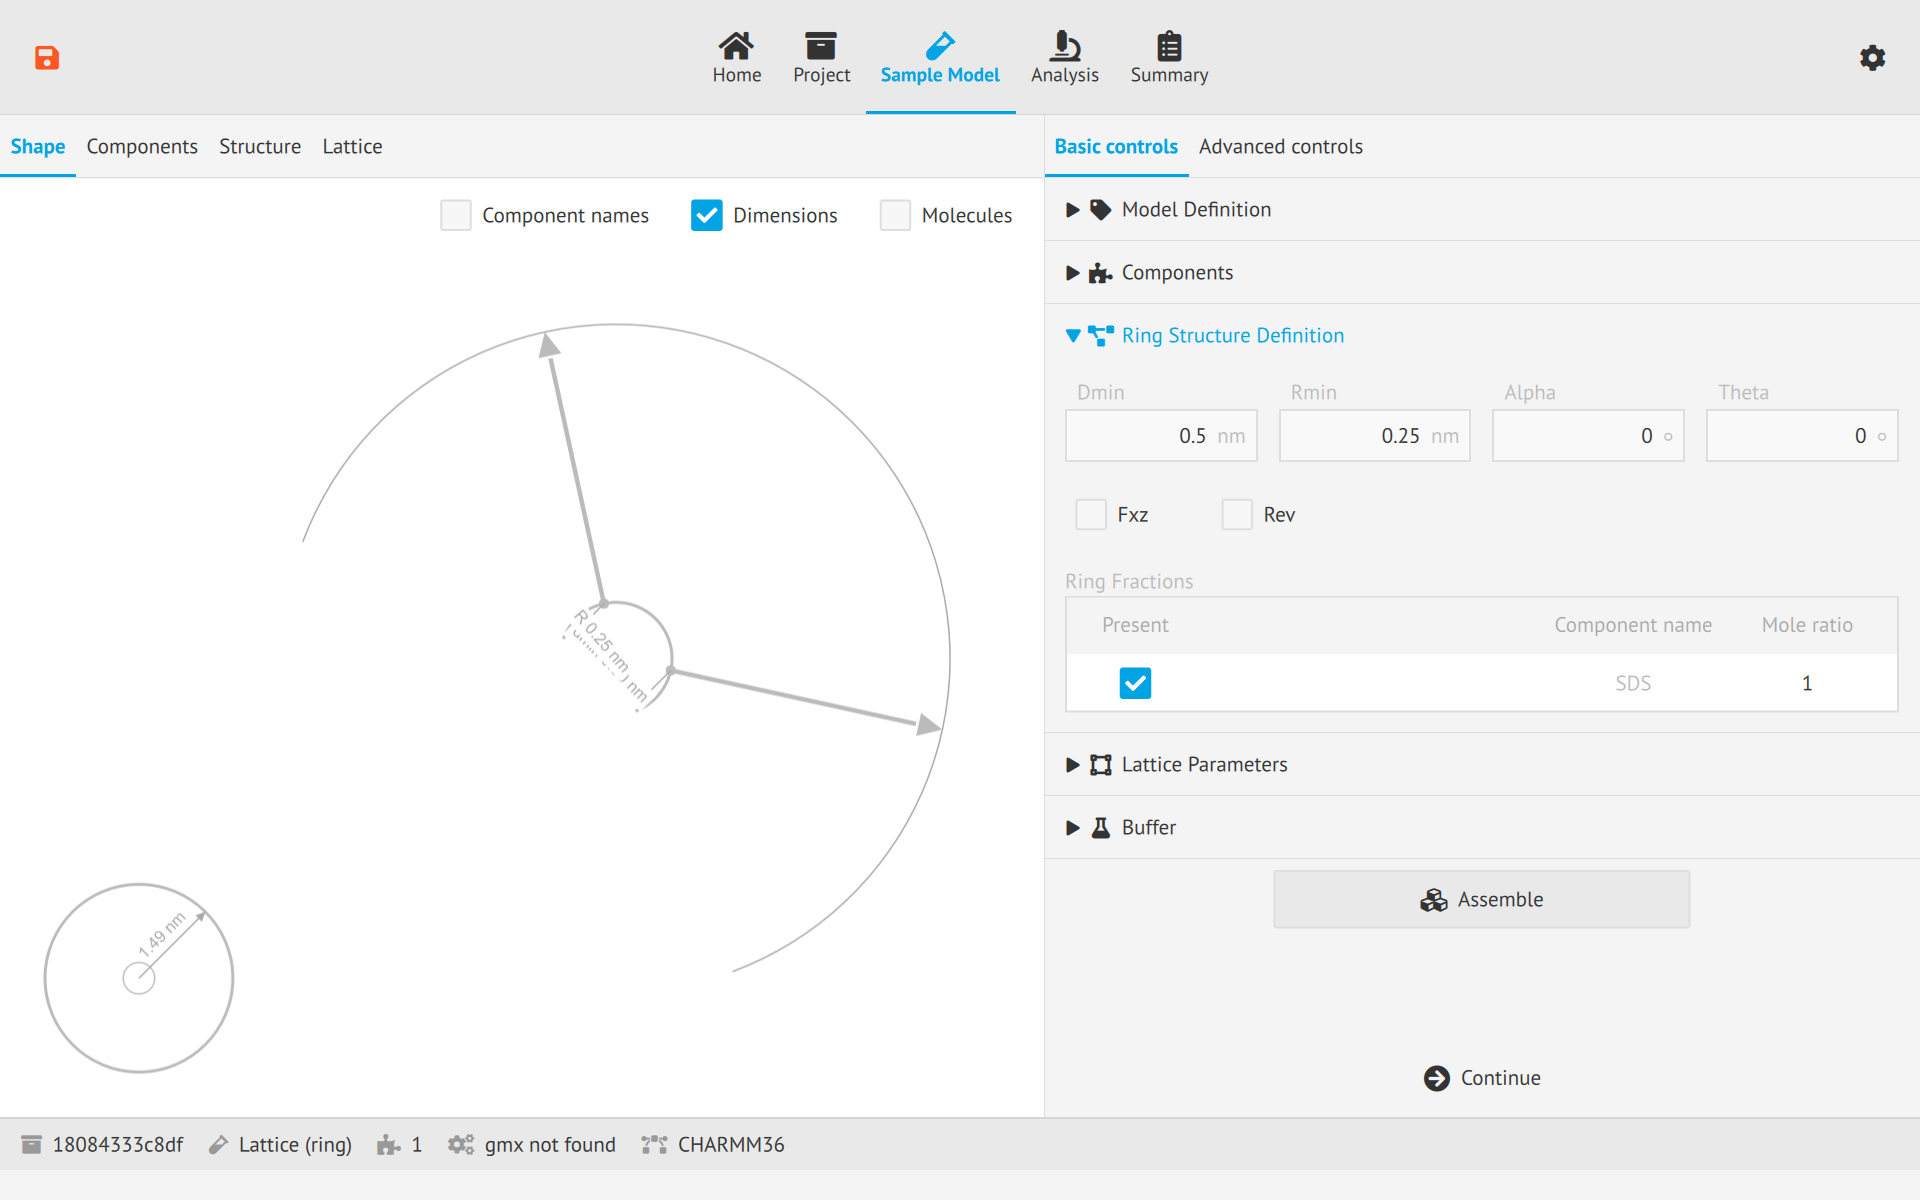 Home
Project
Sample Model
Analysis
Summary
Shape
Components
Structure
Lattice
Basic controls
Advanced controls
Component names
Dimensions
Molecules
Model Definition
Components
Ring Structure Definition
Dmin
Rmin
Alpha
Theta
0.5 nm
0.25 nm
0 °
0 °
Fxz
Rev
Ring Fractions
Present
Component name
Mole ratio
SDS
1
Lattice Parameters
Buffer
Assemble
Continue
R 0.25 nm
nm
1.49 nm
18084333c8df
Lattice (ring)
1
gmx not found
CHARMM36